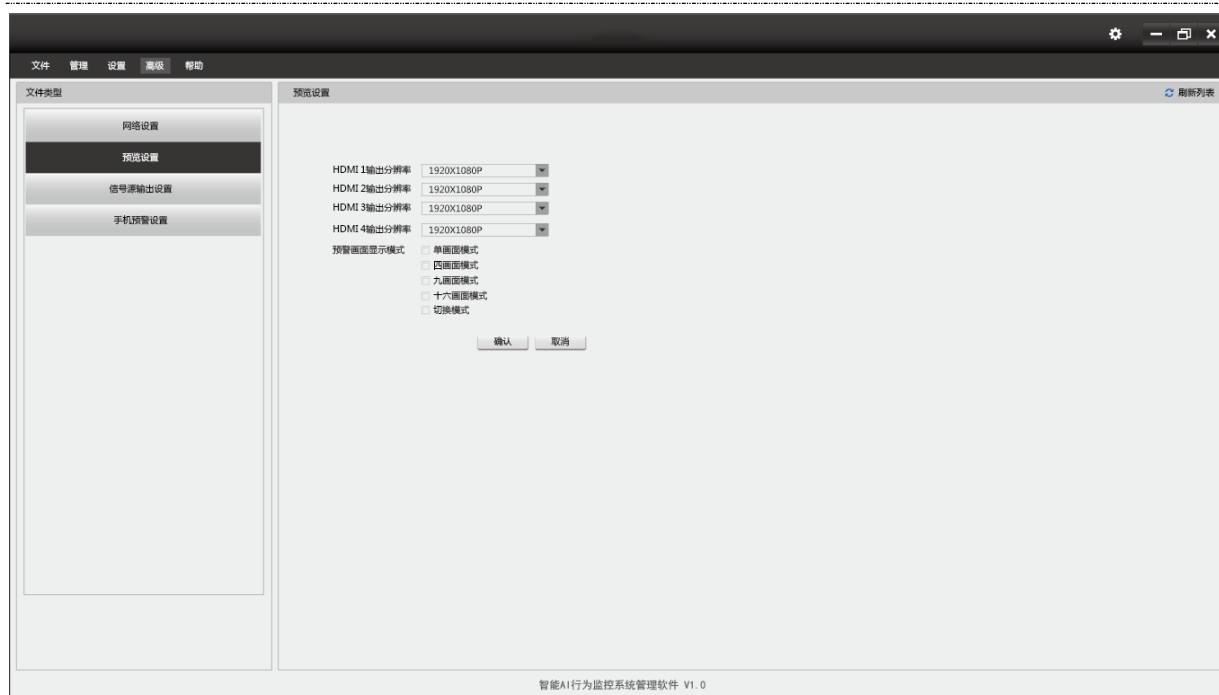 文件 管理 设置 高级 帮助
文件类型
预览设置 刷新列表
网络设置
预览设置
信号源输出设置
手机预警设置
HDMI 1输出分辨率 1920X1080P
HDMI 2输出分辨率 1920X1080P
HDMI 3输出分辨率 1920X1080P
HDMI 4输出分辨率 1920X1080P
预警画面显示模式 单画面模式
四画面模式
九画面模式
十六画面模式
切换模式
确认 取消
智能AI行为监控系统管理软件 V1.0